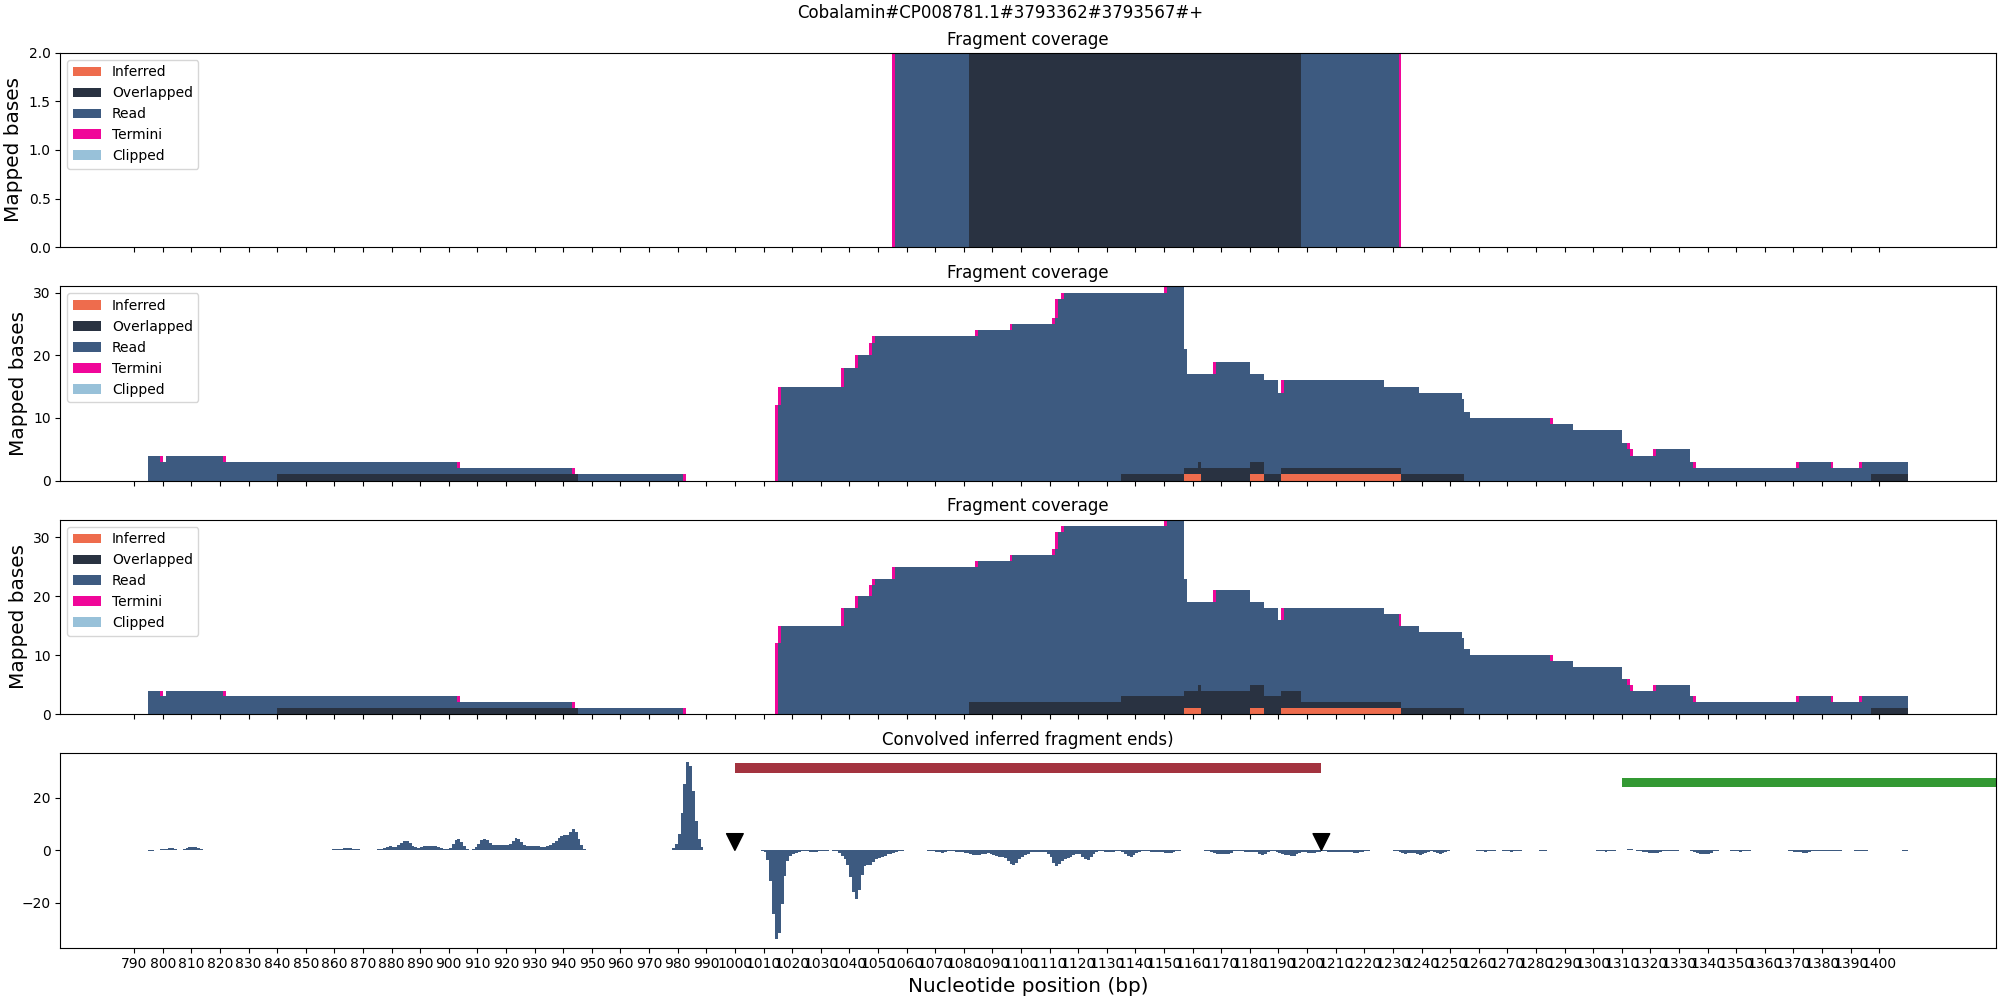 Cobalamin#CP008781.1#3793362#3793567#+
Fragment coverage
Mapped bases
2.0
1.5
1.0
0.5
0.0
Inferred
Overlapped
Read
Termini
Clipped
Fragment coverage
Mapped bases
30
20
10
0
Inferred
Overlapped
Read
Termini
Clipped
Fragment coverage
Mapped bases
30
20
10
0
Inferred
Overlapped
Read
Termini
Clipped
Convolved inferred fragment ends)
20
0
−20
790 800 810 820 830 840 850 860 870 880 890 900 910 920 930 940 950 960 970 980 990 1000 1010 1020 1030 1040 1050 1060 1070 1080 1090 1100 1110 1120 1130 1140 1150 1160 1170 1180 1190 1200 1210 1220 1230 1240 1250 1260 1270 1280 1290 1300 1310 1320 1330 1340 1350 1360 1370 1380 1390 1400
Nucleotide position (bp)